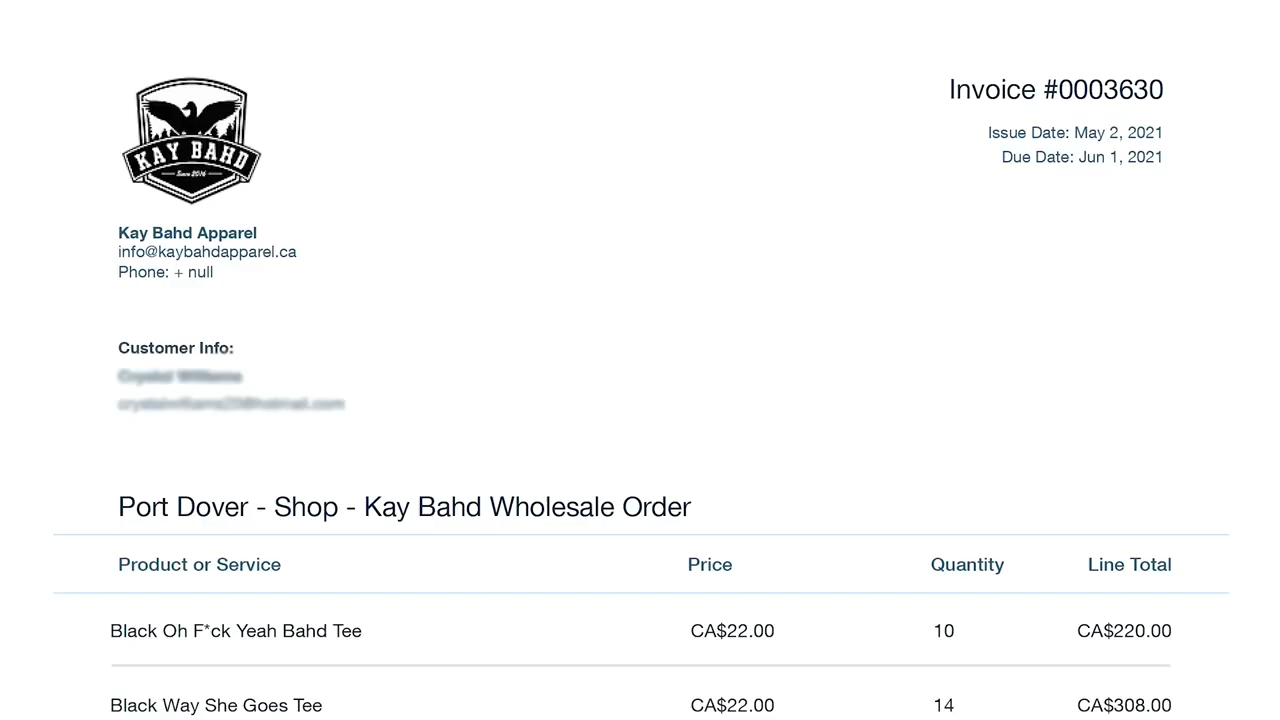 KAY BAHD
Since 2016
Invoice #0003630
Issue Date: May 2, 2021
Due Date: Jun 1, 2021
Kay Bahd Apparel
info@kaybahdapparel.ca
Phone: + null
Customer Info:
Port Dover - Shop - Kay Bahd Wholesale Order
Product or Service Price Quantity Line Total
Black Oh F*ck Yeah Bahd Tee CA$22.00 10 CA$220.00
Black Way She Goes Tee CA$22.00 14 CA$308.00